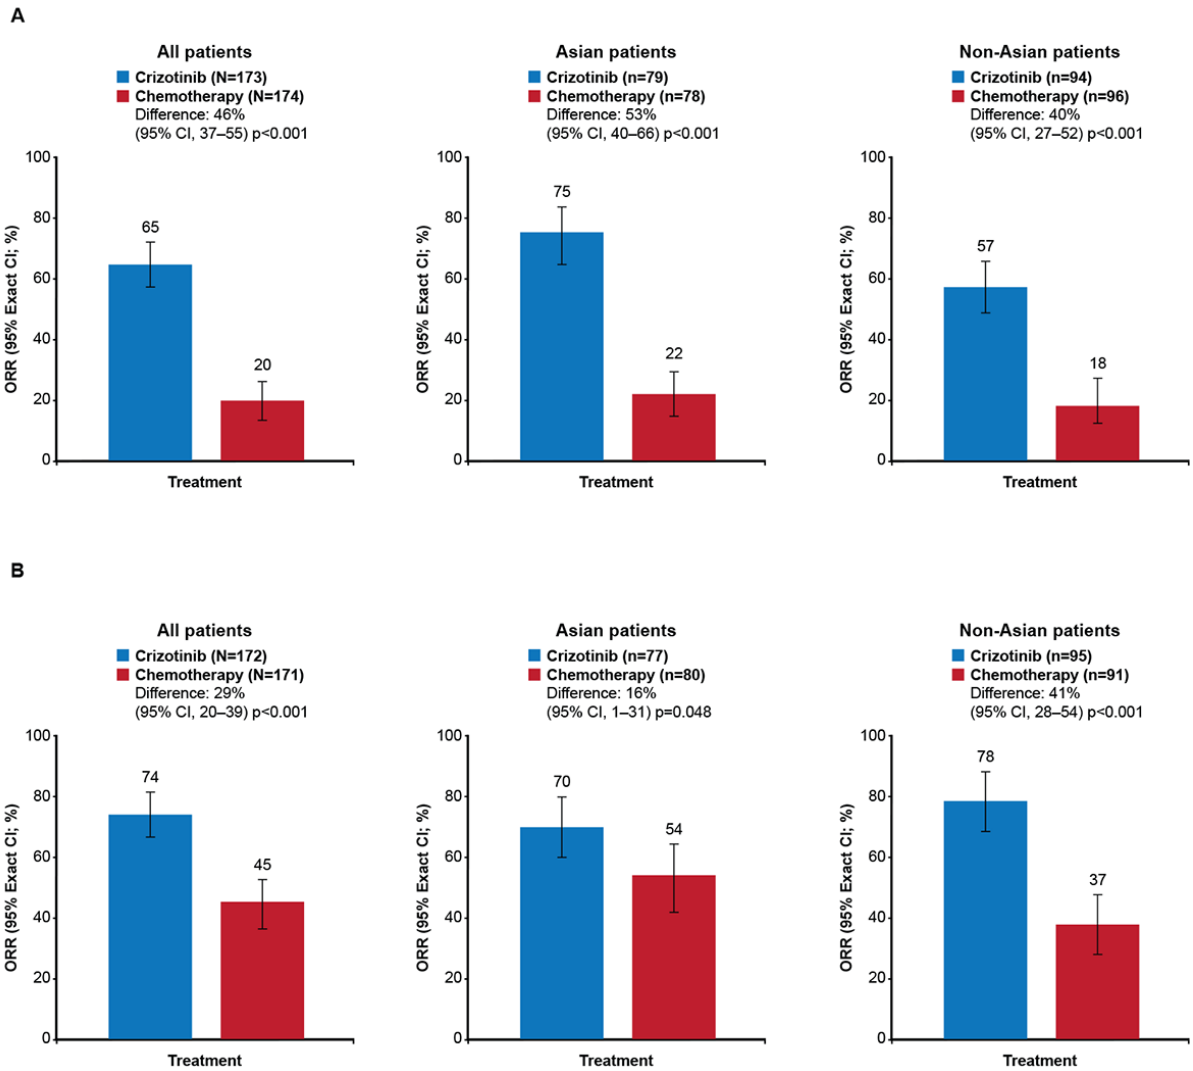 A
All patients
Crizotinib (N=173)
Chemotherapy (N=174)
Difference: 46%
(95% CI, 37–55) p<0.001
100
80
60
40
20
0
ORR (95% Exact CI; %)
65
20
Treatment
Asian patients
Crizotinib (n=79)
Chemotherapy (n=78)
Difference: 53%
(95% CI, 40–66) p<0.001
100
80
60
40
20
0
ORR (95% Exact CI; %)
75
22
Treatment
Non-Asian patients
Crizotinib (n=94)
Chemotherapy (n=96)
Difference: 40%
(95% CI, 27–52) p<0.001
100
80
60
40
20
0
ORR (95% Exact CI; %)
57
18
Treatment
B
All patients
Crizotinib (N=172)
Chemotherapy (N=171)
Difference: 29%
(95% CI, 20–39) p<0.001
100
80
60
40
20
0
ORR (95% Exact CI; %)
74
45
Treatment
Asian patients
Crizotinib (n=77)
Chemotherapy (n=80)
Difference: 16%
(95% CI, 1–31) p=0.048
100
80
60
40
20
0
ORR (95% Exact CI; %)
70
54
Treatment
Non-Asian patients
Crizotinib (n=95)
Chemotherapy (n=91)
Difference: 41%
(95% CI, 28–54) p<0.001
100
80
60
40
20
0
ORR (95% Exact CI; %)
78
37
Treatment